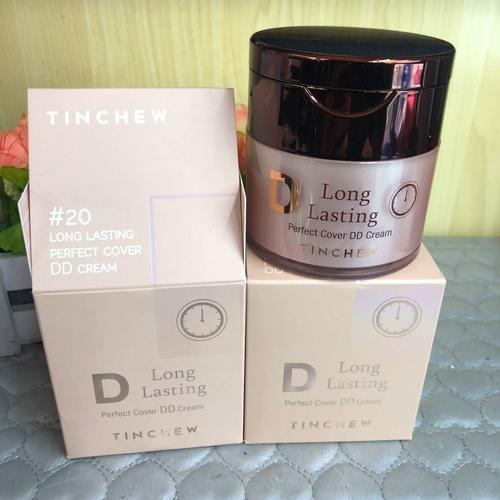 TINCHEW
#20
LONG LASTING
PERFECT COVER
DD CREAM
D Long
Lasting
Perfect Cover DD Cream
TINCHEW
D Long
Lasting
Perfect Cover DD Cream
TINCHEW
D Long
Lasting
Perfect Cover DD Cream
TINCHEW